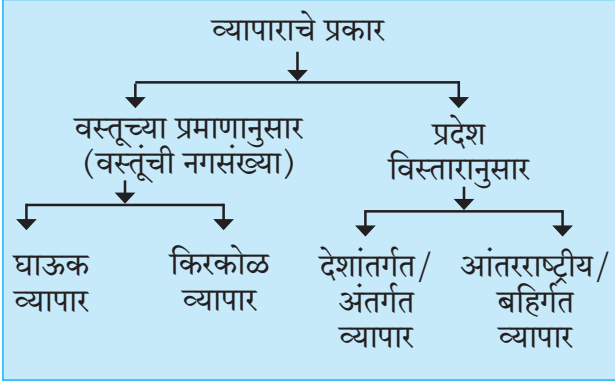 व्यापाराचे प्रकार
वस्तूच्या प्रमाणानुसार
(वस्तूंची नगसंख्या)
प्रदेश
विस्तारानुसार
घाऊक
व्यापार
किरकोळ
व्यापार
देशांतर्गत/
अंतर्गत
व्यापार
आंतरराष्ट्रीय/
बहिर्गत
व्यापार